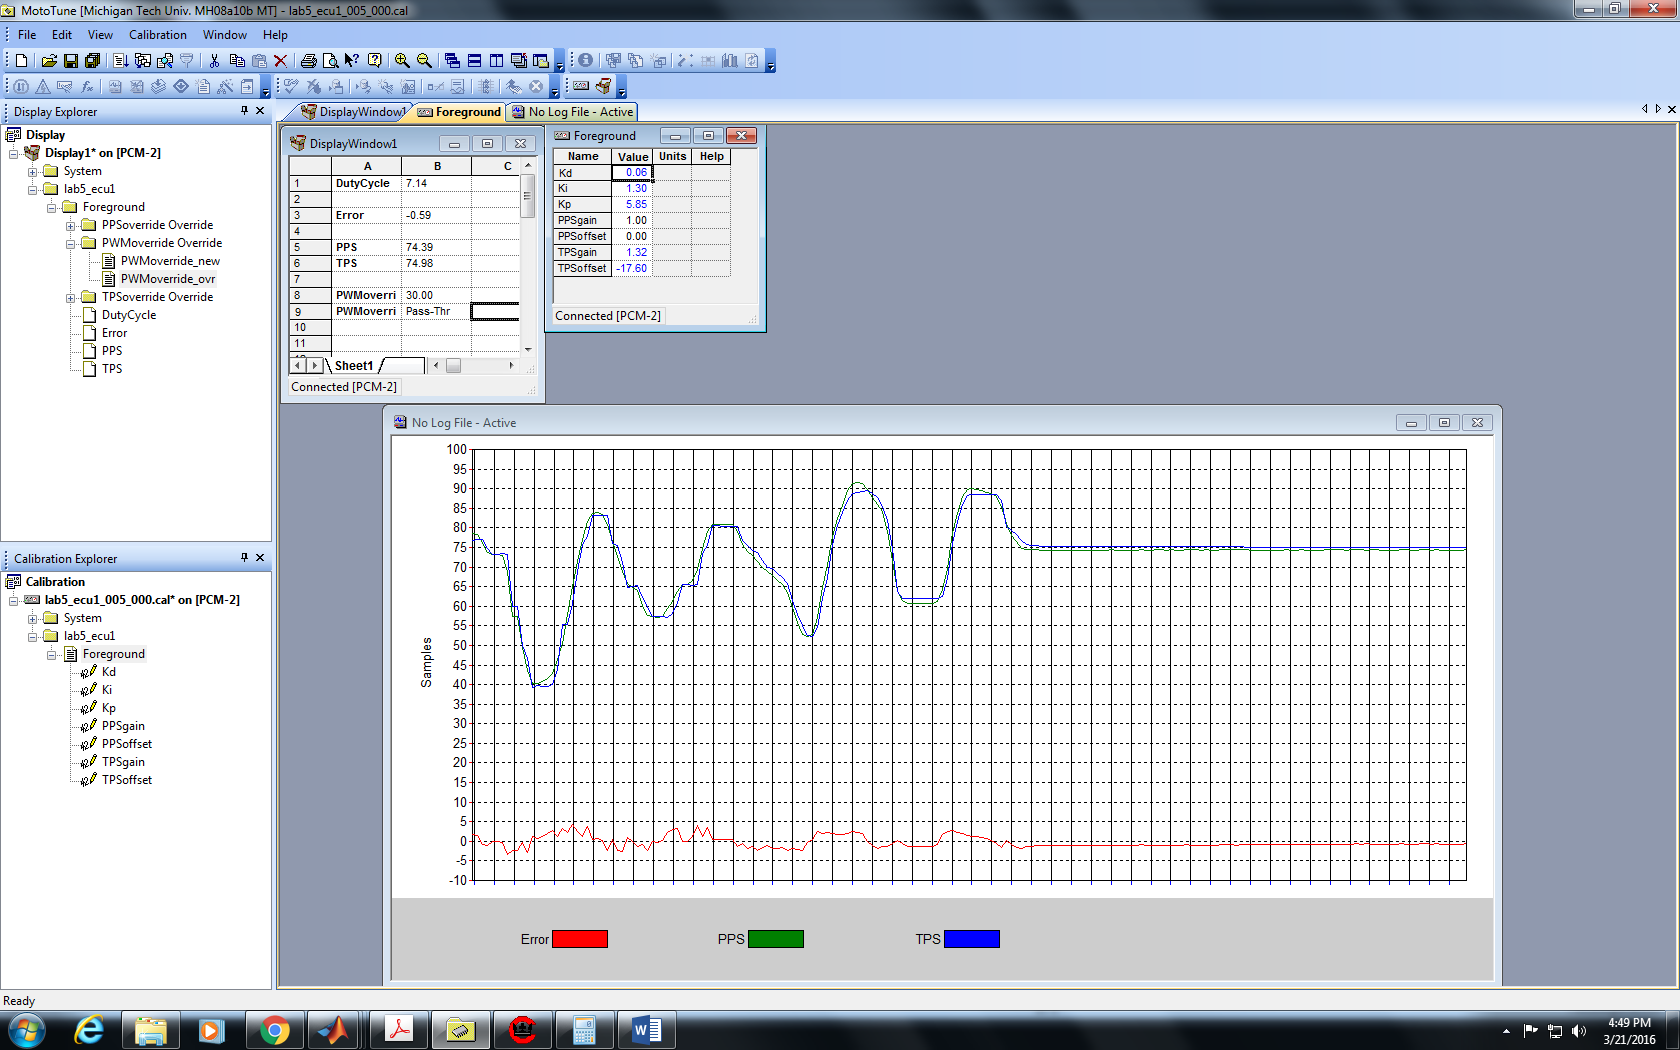 MotoTune [Michigan Tech Univ. MH08a10b MT] - lab5_ecu1_005_000.cal
File Edit View Calibration Window Help
Display Explorer
Display
Display1* on [PCM-2]
System
lab5_ecu1
Foreground
PPSoverride Override
PWMoverride Override
PWMoverride_new
PWMoverride_ovr
TPSoverride Override
DutyCycle
Error
PPS
TPS
Calibration Explorer
Calibration
lab5_ecu1_005_000.cal* on [PCM-2]
System
lab5_ecu1
Foreground
Kd
Ki
Kp
PPSgain
PPSoffset
TPSgain
TPSoffset
DisplayWindow1 Foreground No Log File - Active
DisplayWindow1
A B C
1 DutyCycle 7.14
2
3 Error -0.59
4
5 PPS 74.39
6 TPS 74.98
7
8 PWMoverri 30.00
9 PWMoverri Pass-Thr
10
11
Sheet1
Connected [PCM-2]
Foreground
Name Value Units Help
Kd 0.06
Ki 1.30
Kp 5.85
PPSgain 1.00
PPSoffset 0.00
TPSgain 1.32
TPSoffset -17.60
Connected [PCM-2]
No Log File - Active
100
95
90
85
80
75
70
65
60
55
50
45
40
35
30
25
20
15
10
5
0
-5
-10
Samples
Error PPS TPS
Ready
4:49 PM
3/21/2016